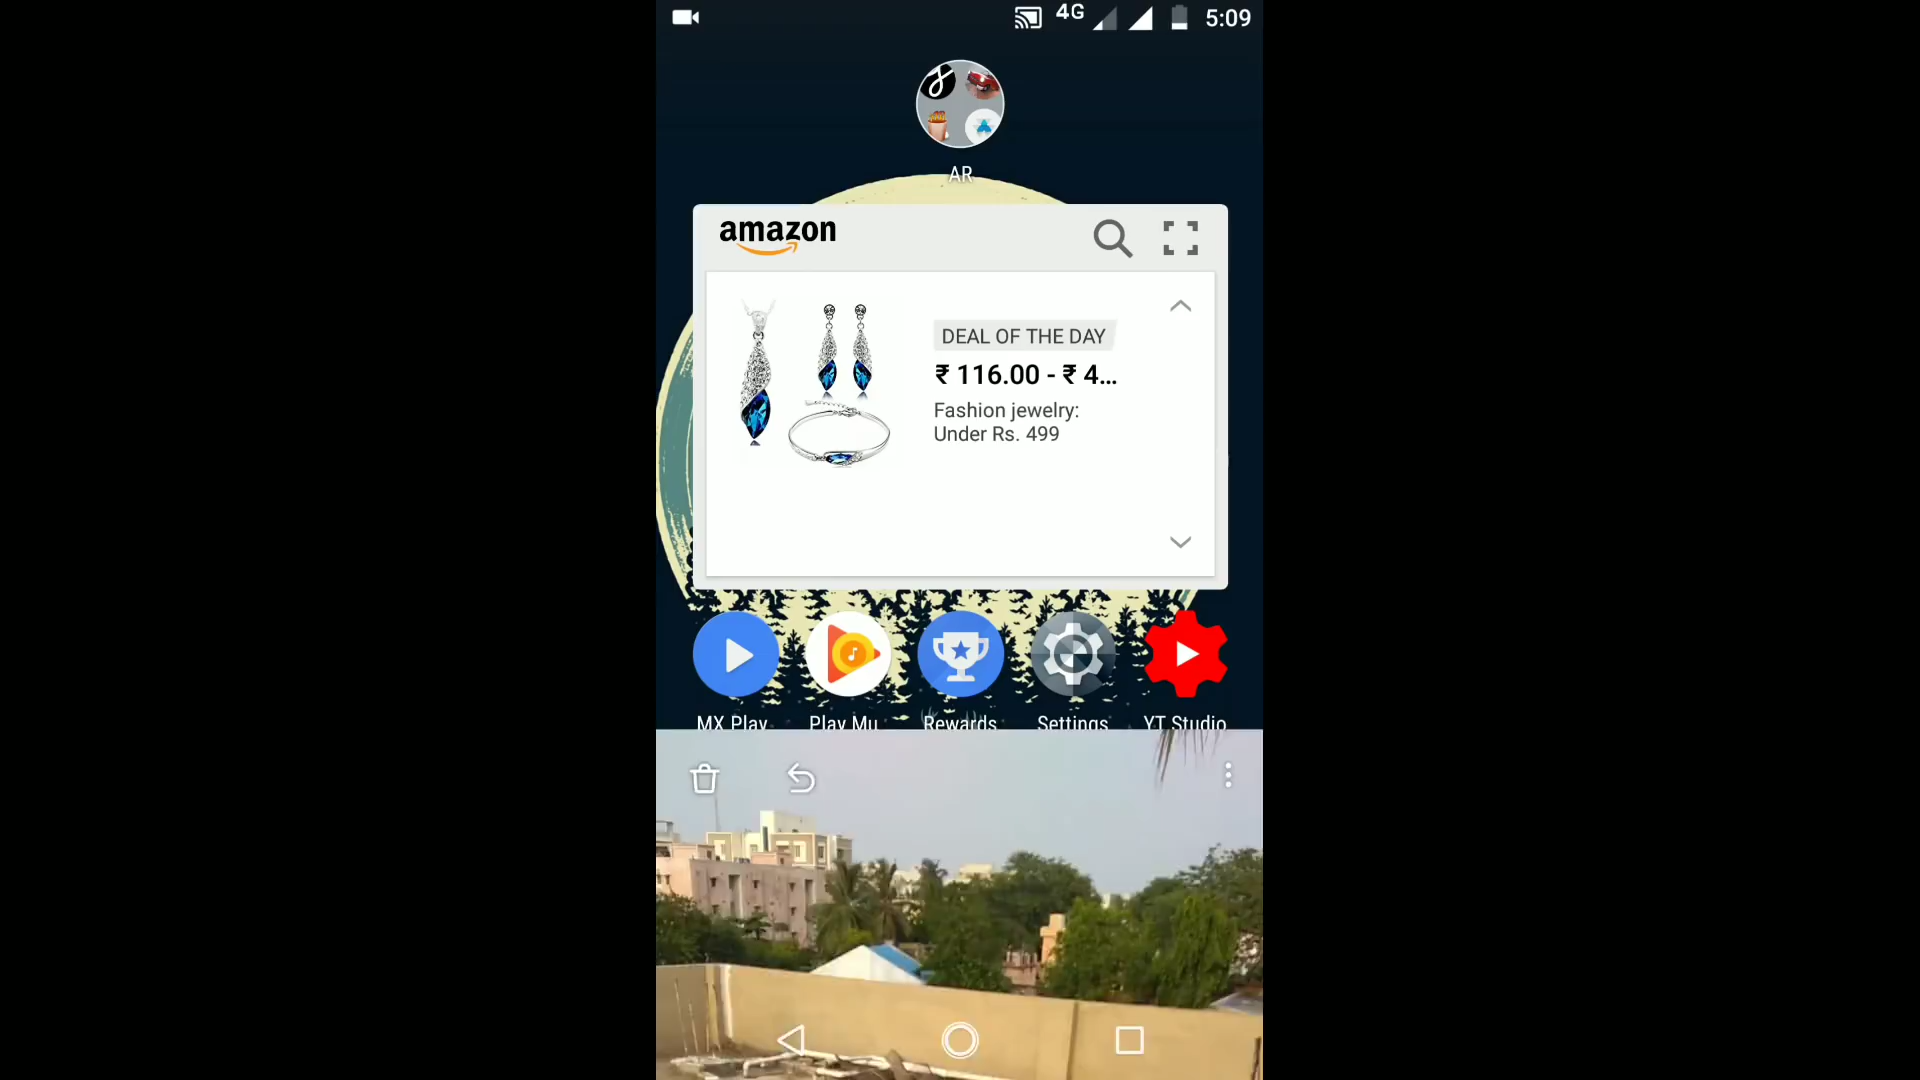 4G 5:09
AR
amazon
DEAL OF THE DAY
₹ 116.00 - ₹ 4...
Fashion jewelry:
Under Rs. 499
MX Play Play Mu Rewards Settings YT Studio